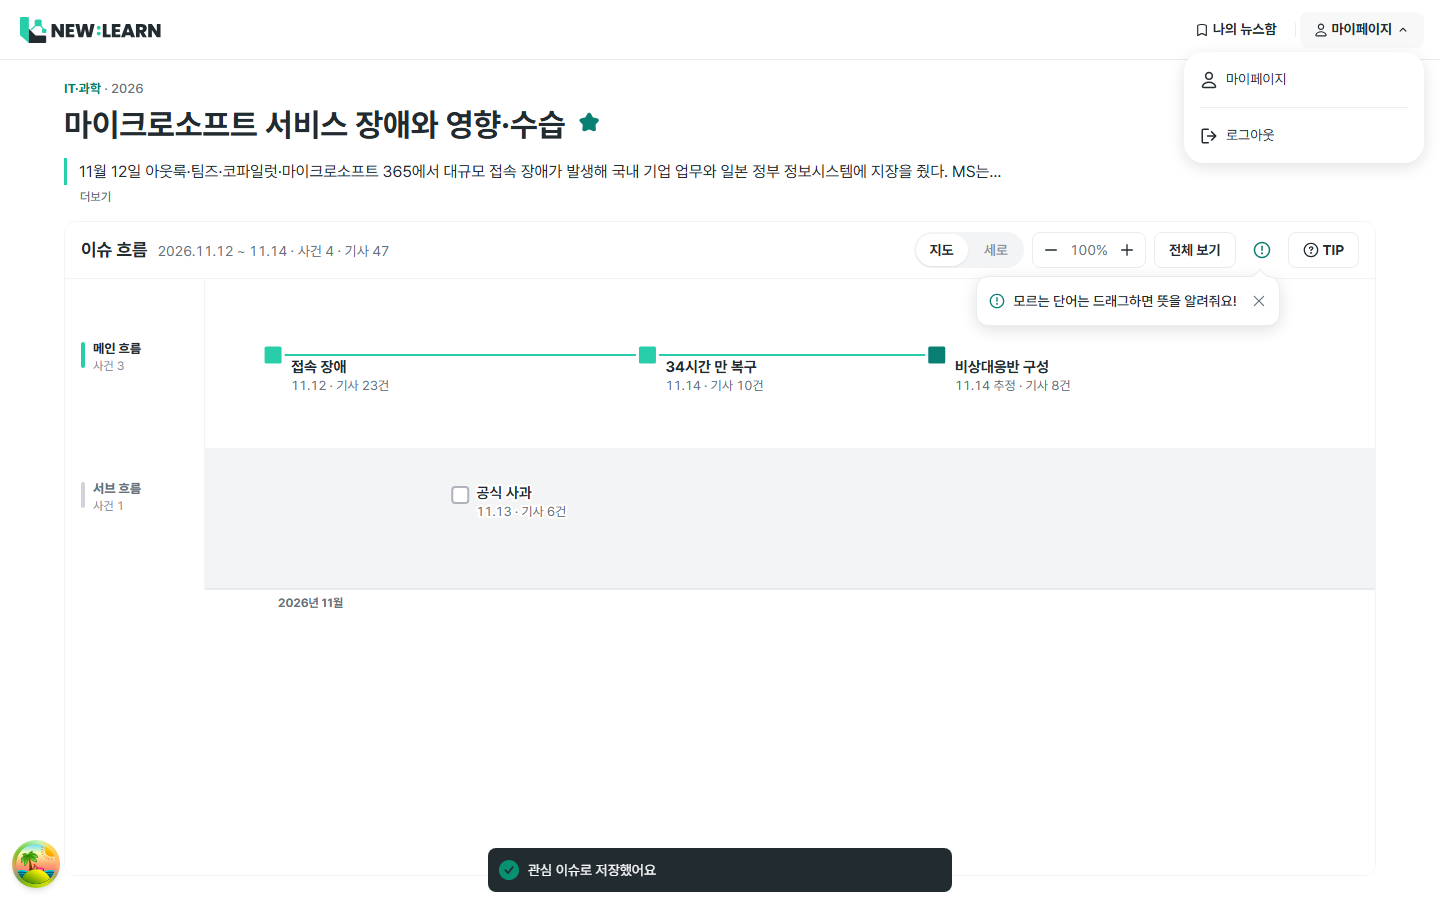 NEW:LEARN
나의 뉴스함
마이페이지
마이페이지
로그아웃
IT·과학 · 2026
마이크로소프트 서비스 장애와 영향·수습
11월 12일 아웃룩·팀즈·코파일럿·마이크로소프트 365에서 대규모 접속 장애가 발생해 국내 기업 업무와 일본 정부 정보시스템에 지장을 줬다. MS는...
더보기
이슈 흐름 2026.11.12 ~ 11.14 · 사건 4 · 기사 47
지도 세로
100%
전체 보기
TIP
모르는 단어는 드래그하면 뜻을 알려줘요!
메인 흐름
사건 3
접속 장애
11.12 · 기사 23건
34시간 만 복구
11.14 · 기사 10건
비상대응반 구성
11.14 추정 · 기사 8건
서브 흐름
사건 1
공식 사과
11.13 · 기사 6건
2026년 11월
관심 이슈로 저장했어요